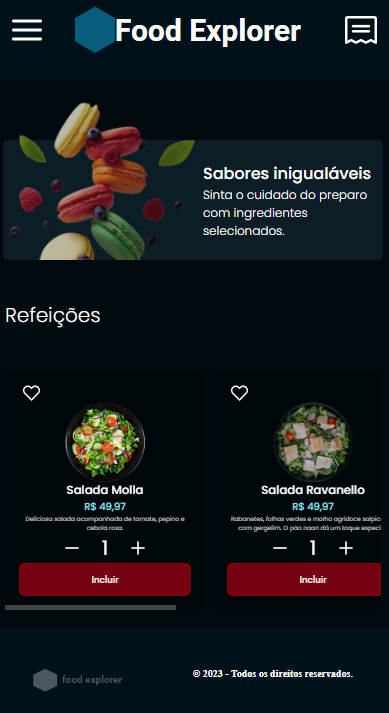 Food Explorer
Sabores inigualáveis
Sinta o cuidado do preparo
com ingredientes
selecionados.
Refeições
Salada Molla
R$ 49,97
Deliciosa salada acompanhada de tomate, pepino e
cebola roxa.
1
Incluir
Salada Ravanello
R$ 49,97
Rabanetes, folhas verdes e molho agridoce salpic
com gergelim. O pão naan dá um toque especi
1
Incluir
food explorer
© 2023 - Todos os direitos reservados.